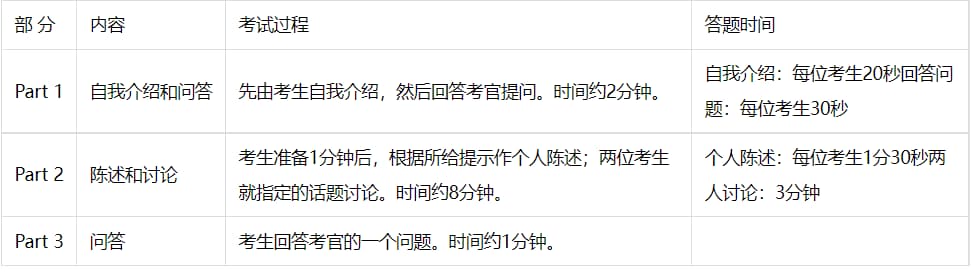 部 分 内容 考试过程 答题时间
Part 1 自我介绍和问答 先由考生自我介绍，然后回答考官提问。时间约2分钟。 自我介绍：每位考生20秒回答问
题：每位考生30秒
Part 2 陈述和讨论 考生准备1分钟后，根据所给提示作个人陈述；两位考生
就指定的话题讨论。时间约8分钟。 个人陈述：每位考生1分30秒两
人讨论：3分钟
Part 3 问答 考生回答考官的一个问题。时间约1分钟。